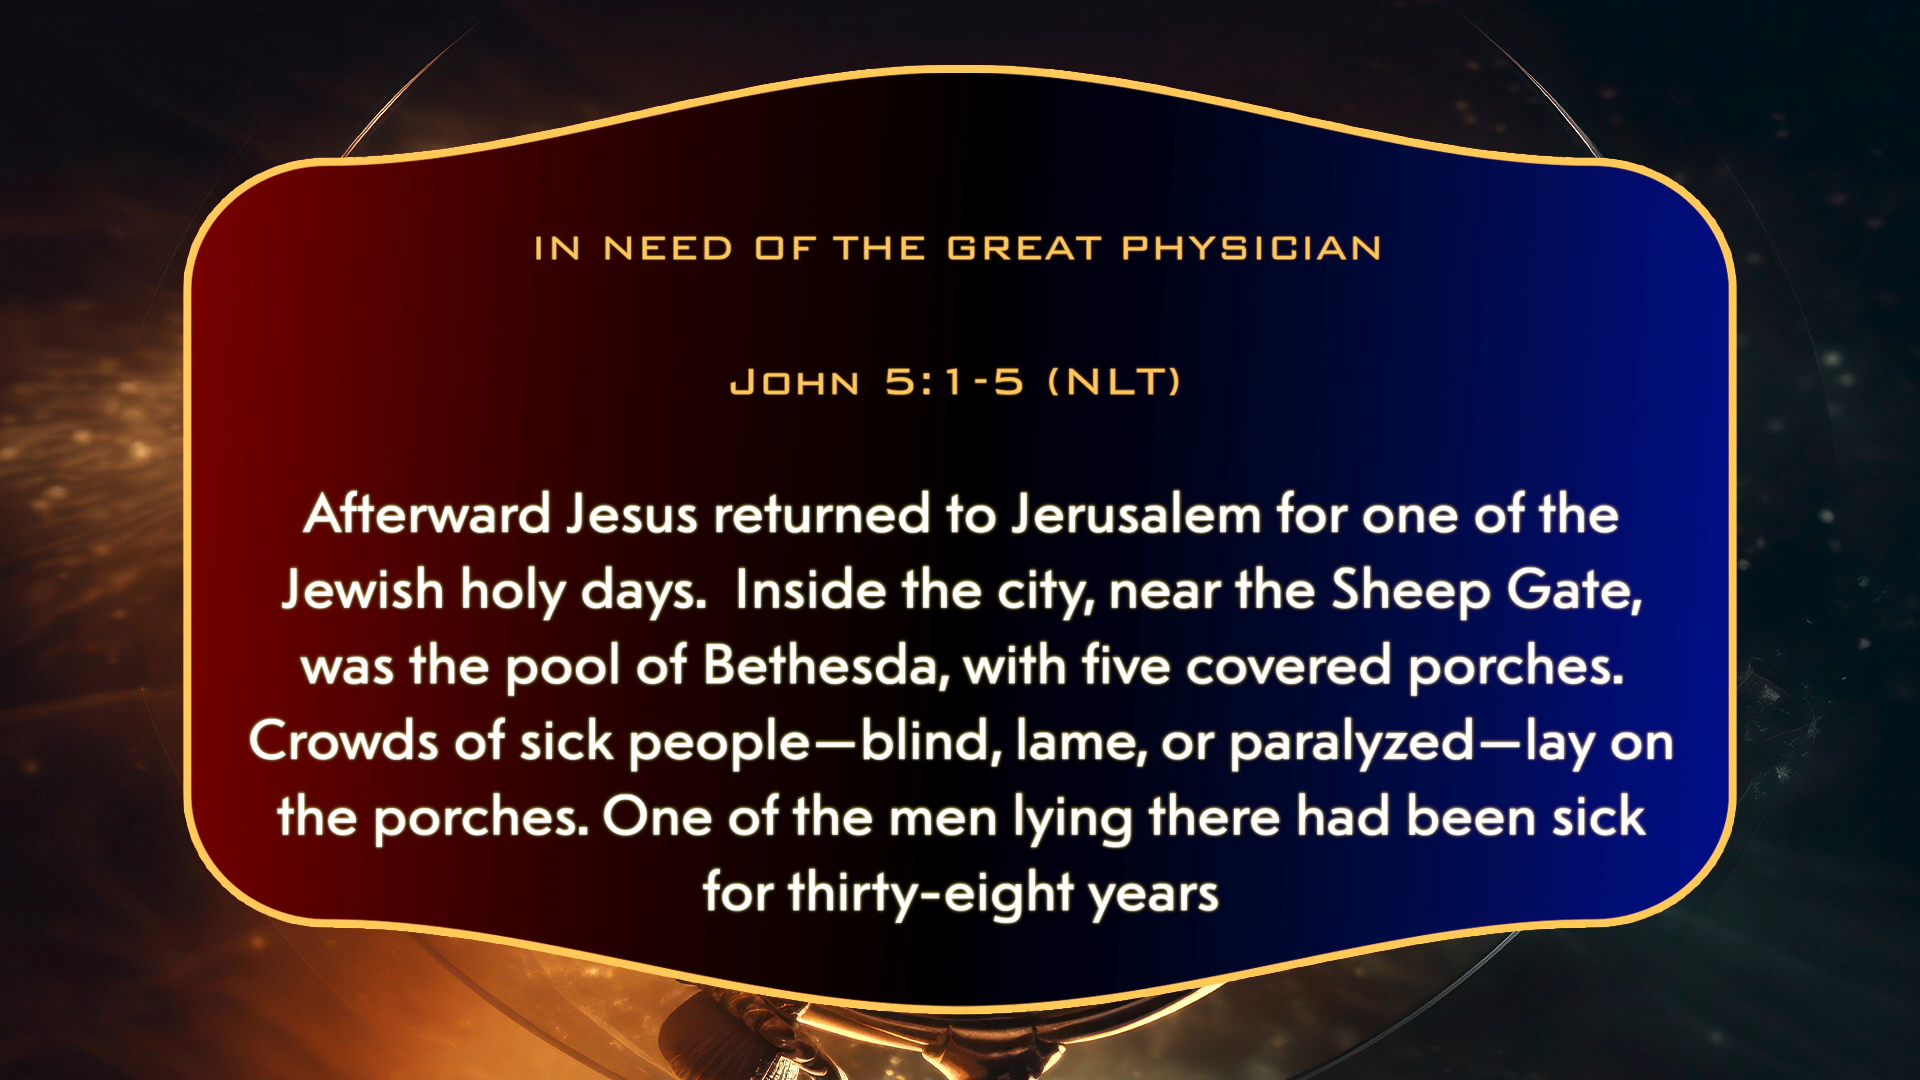 IN NEED OF THE GREAT PHYSICIAN
John 5:1-5 (NLT)
Afterward Jesus returned to Jerusalem for one of the
Jewish holy days.  Inside the city, near the Sheep Gate,
was the pool of Bethesda, with five covered porches.
Crowds of sick people—blind, lame, or paralyzed—lay on
the porches. One of the men lying there had been sick
for thirty-eight years